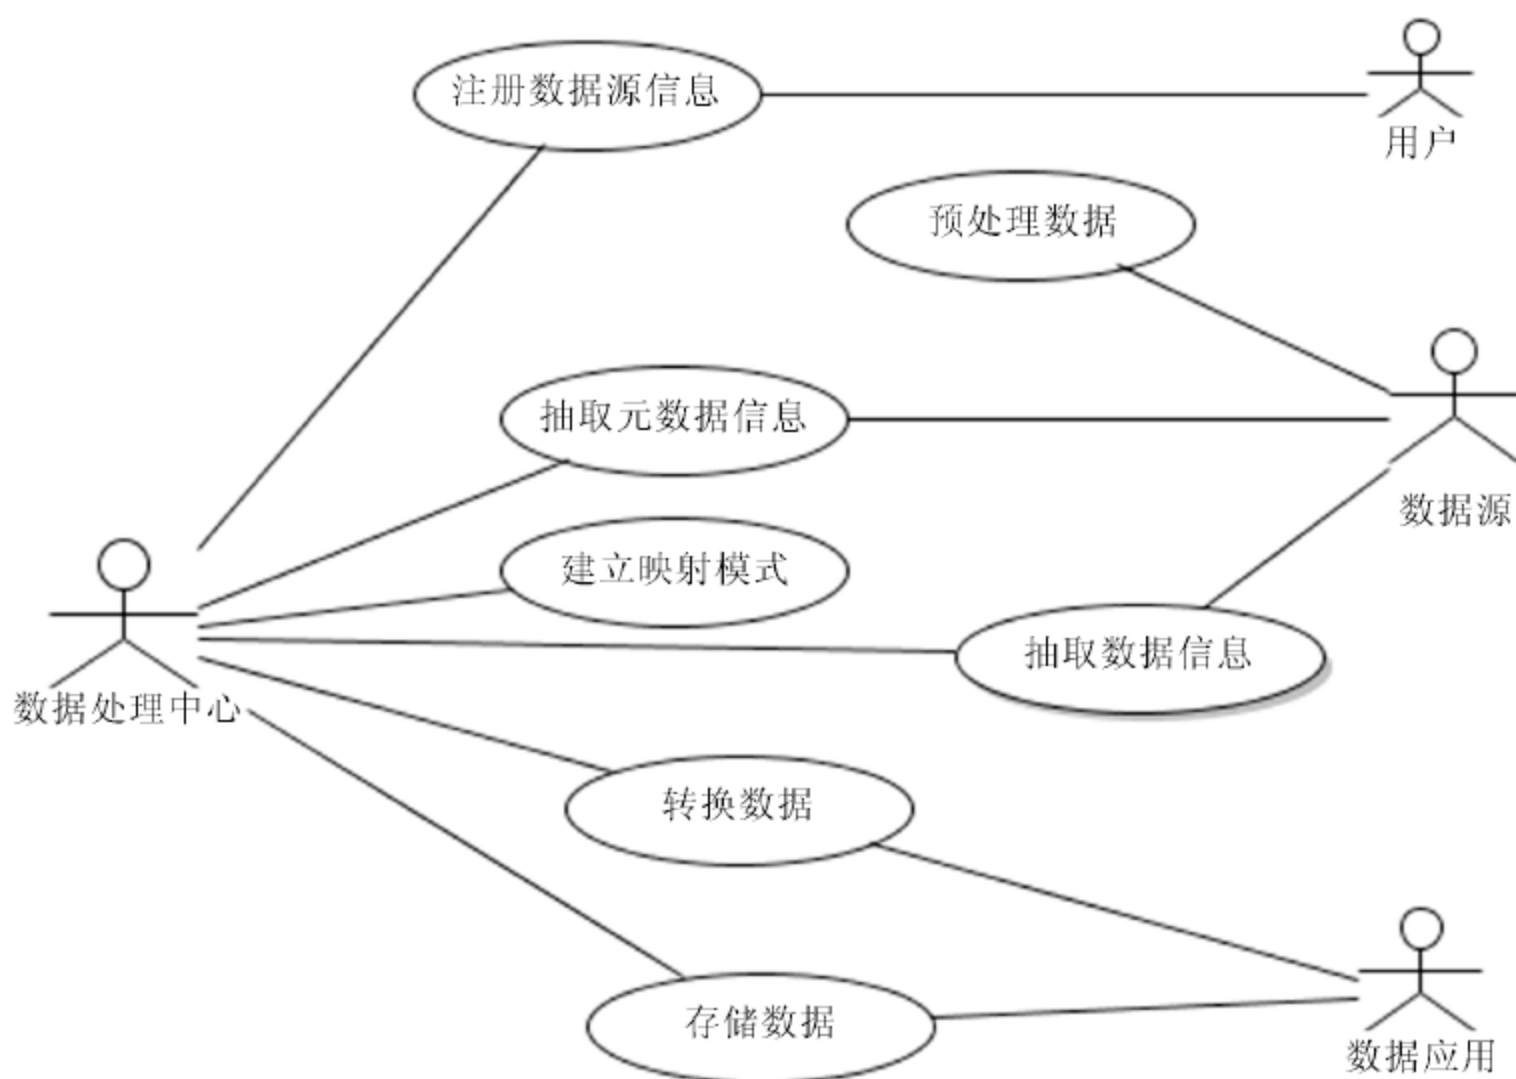 注册数据源信息
用户
预处理数据
抽取元数据信息
数据源
建立映射模式
抽取数据信息
数据处理中心
转换数据
存储数据
数据应用